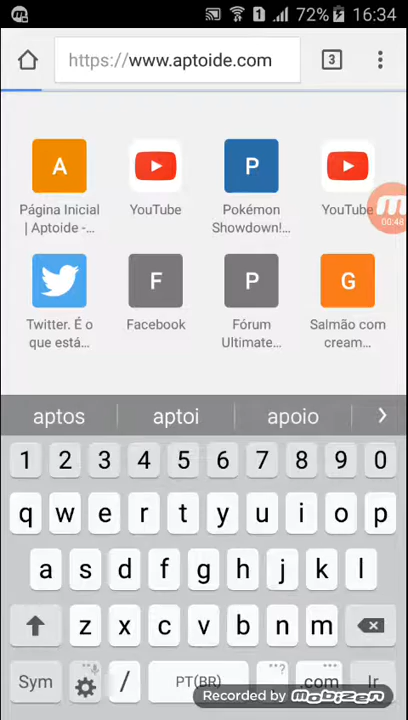 72% 16:34
https://www.aptoide.com 3
A P
Página Inicial YouTube Pokémon YouTube
| Aptoide -... Showdown!...
00:48
F P G
Twitter. É o Facebook Fórum Salmão com
que está... Ultimate... cream...
aptos aptoi apoio
1 2 3 4 5 6 7 8 9 0
q w e r t y u i o p
a s d f g h j k l
z x c v b n m
Sym / PT(BR) ...? .com Ir
Recorded by mobizen